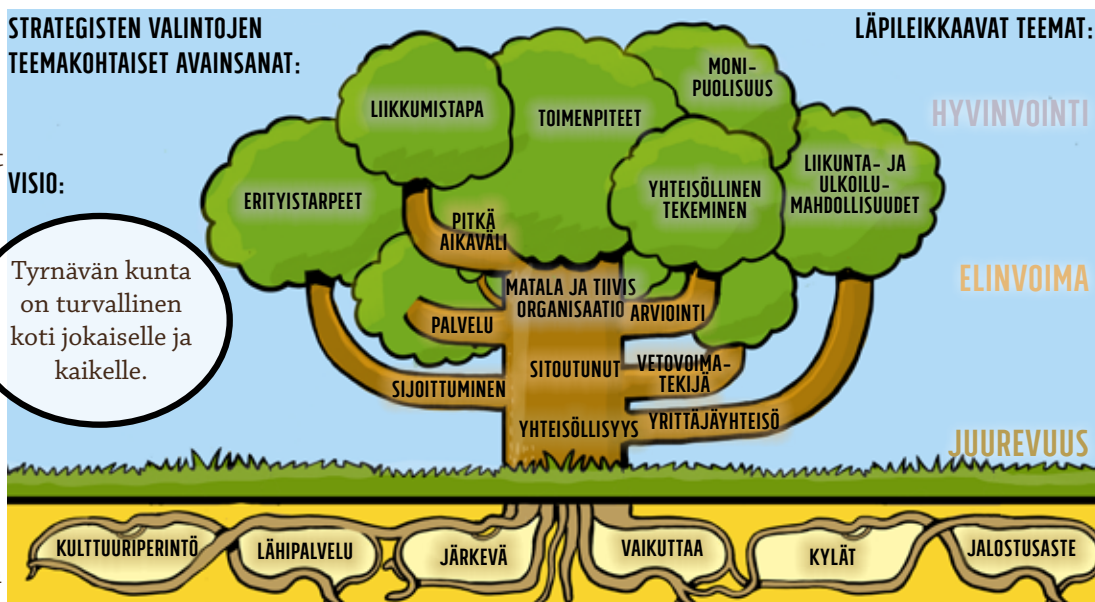 STRATEGISTEN VALINTOJEN
TEEMAKOHTAISET AVAINSANAT:
LÄPILEIKKAAVAT TEEMAT:
VISIO:
Tyrnävän kunta
on turvallinen
koti jokaiselle ja
kaikelle.
HYVINVOINTI
ELINVOIMA
JUUREVUUS
LIIKKUMISTAPA
TOIMENPITEET
MONI-
PUOLISUUS
ERITYISTARPEET
YHTEISÖLLINEN
TEKEMINEN
LIIKUNTA- JA
ULKOILU-
MAHDOLLISUUDET
PITKÄ
AIKAVÄLI
MATALA JA TIIVIS
ORGANISAATIO
PALVELU
ARVIOINTI
SIJOITTUMINEN
SITOUTUNUT
VETOVOIMA-
TEKIJÄ
YHTEISÖLLISYYS
YRITTÄJÄYHTEISÖ
KULTTUURIPERINTÖ
LÄHIPALVELU
JÄRKEVÄ
VAIKUTTAA
KYLÄT
JALOSTUSASTE